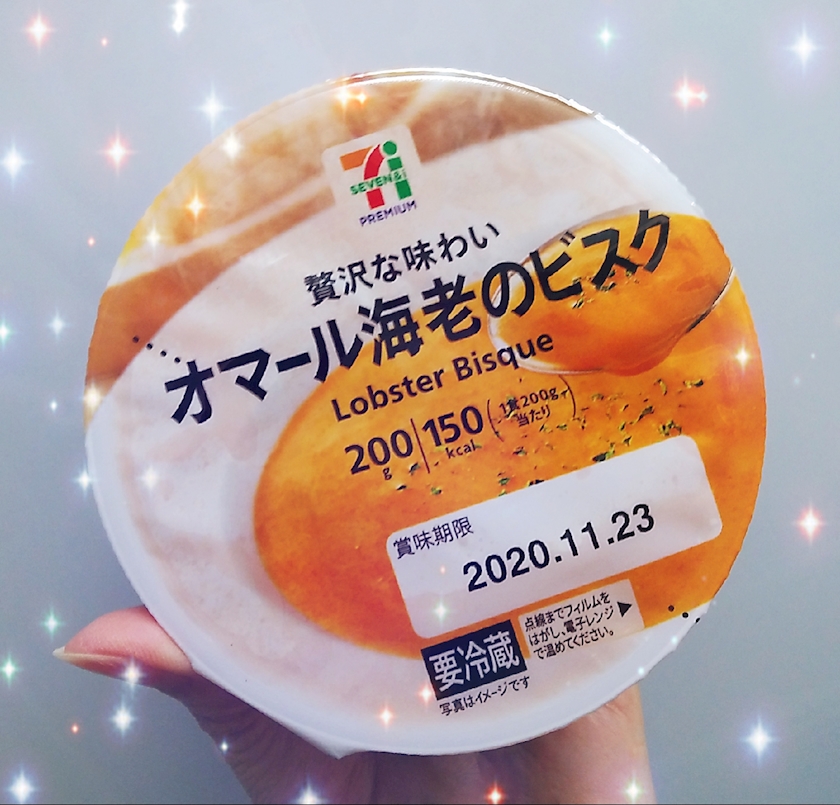 SEVEN&i
PREMIUM
贅沢な味わい
オマール海老のビスク
Lobster Bisque
200g 150kcal (1食200g当たり)
賞味期限
2020.11.23
要冷蔵
点線までフィルムを
はがし、電子レンジ
で温めてください。
写真はイメージです